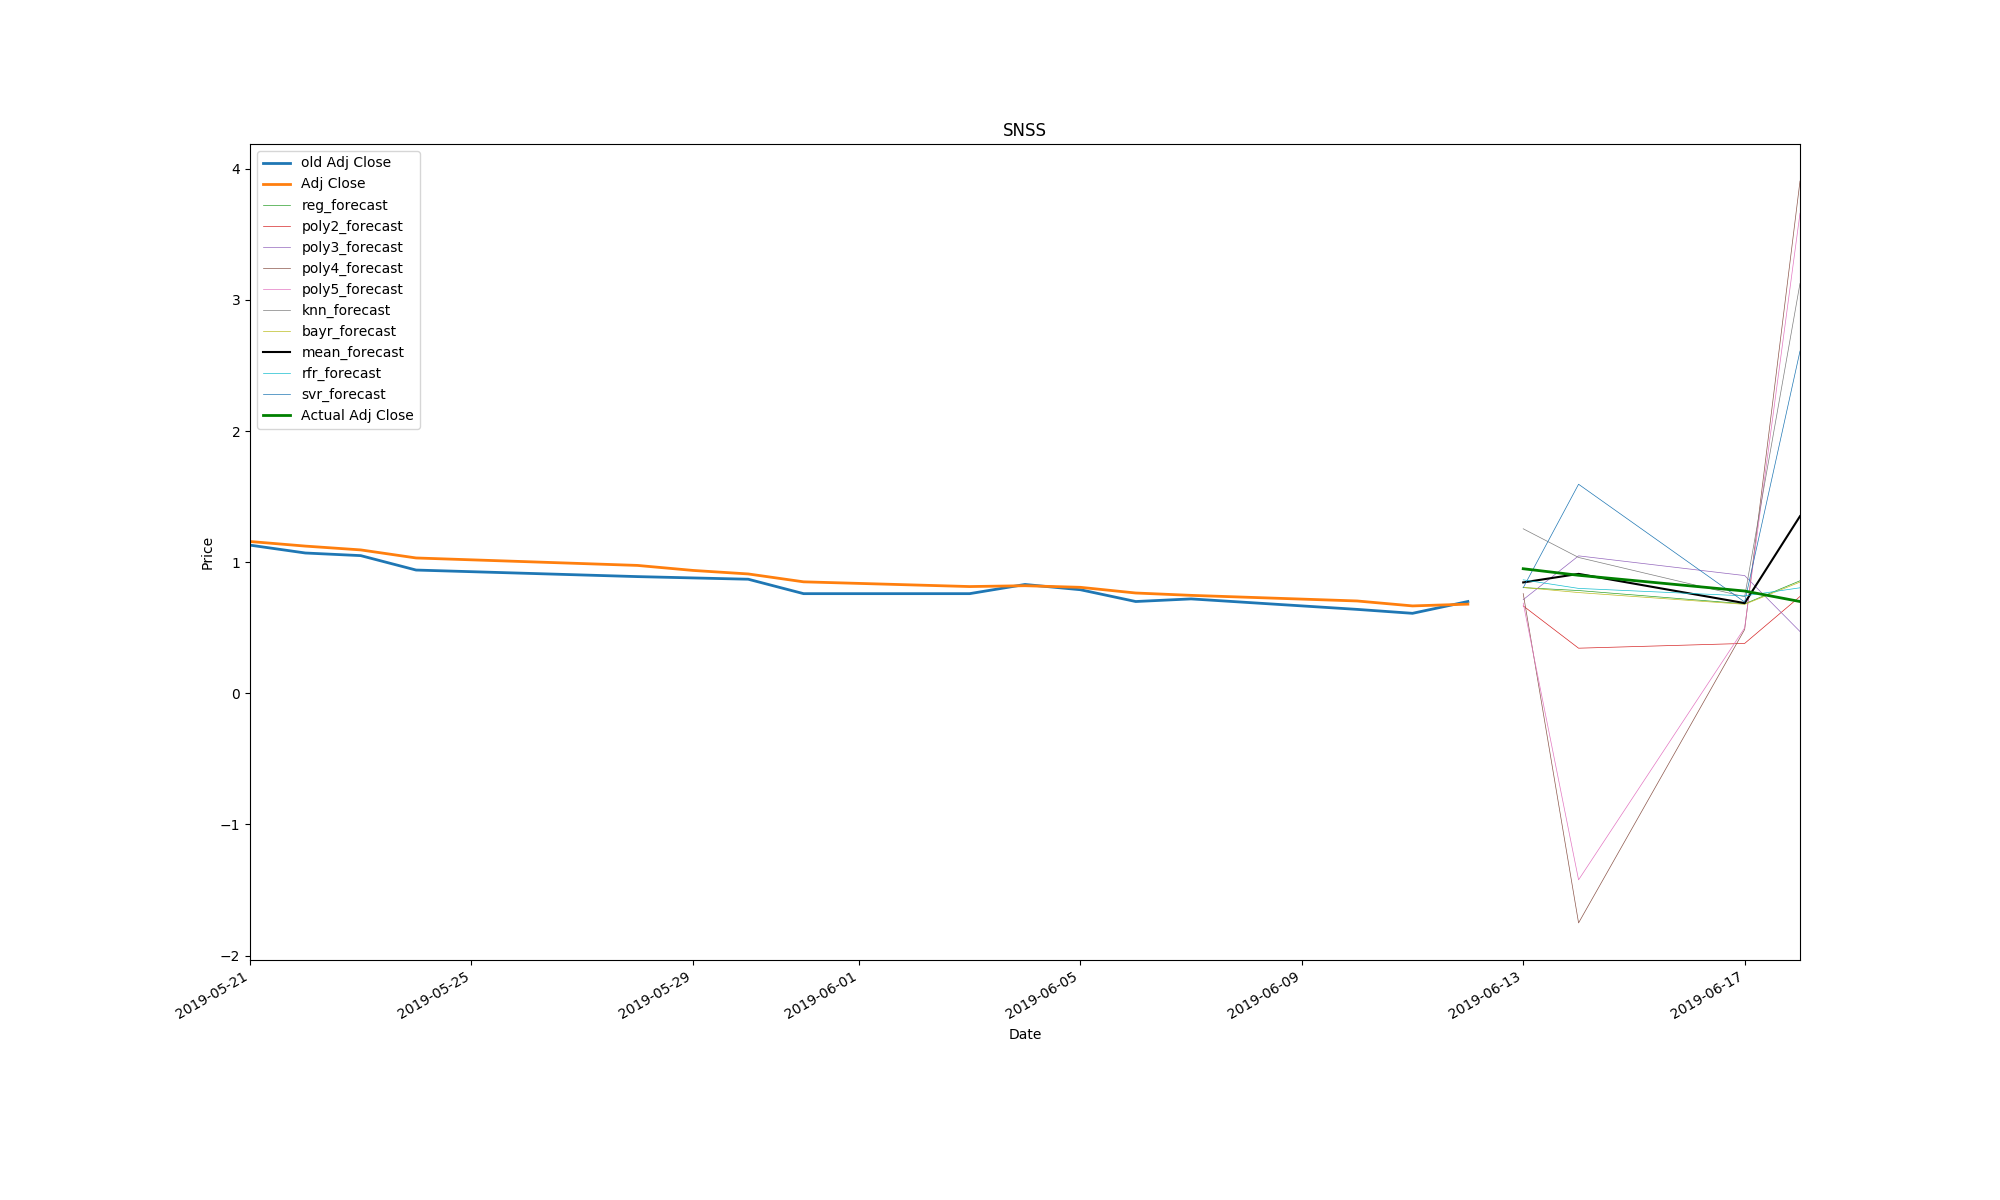 SNSS
old Adj Close
Adj Close
reg_forecast
poly2_forecast
poly3_forecast
poly4_forecast
poly5_forecast
knn_forecast
bayr_forecast
mean_forecast
rfr_forecast
svr_forecast
Actual Adj Close
4
3
2
1
0
−1
−2
Price
2019-05-21
2019-05-25
2019-05-29
2019-06-01
2019-06-05
2019-06-09
2019-06-13
2019-06-17
Date